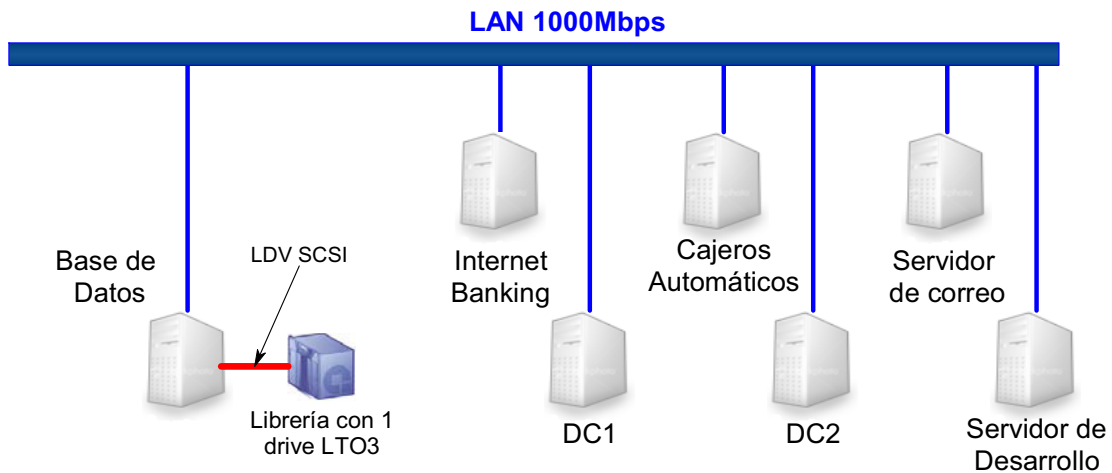 LAN 1000Mbps
Base de
Datos
LDV SCSI
Librería con 1
drive LTO3
Internet
Banking
DC1
Cajeros
Automáticos
DC2
Servidor
de correo
Servidor de
Desarrollo